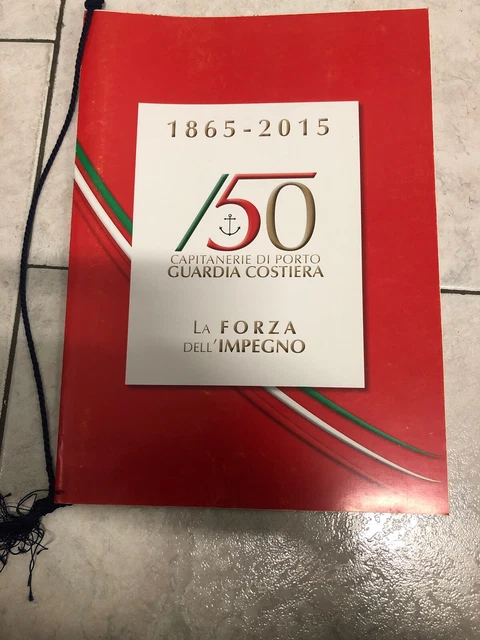 1865-2015
150
CAPITANERIE DI PORTO
GUARDIA COSTIERA
LA FORZA
DELL'IMPEGNO